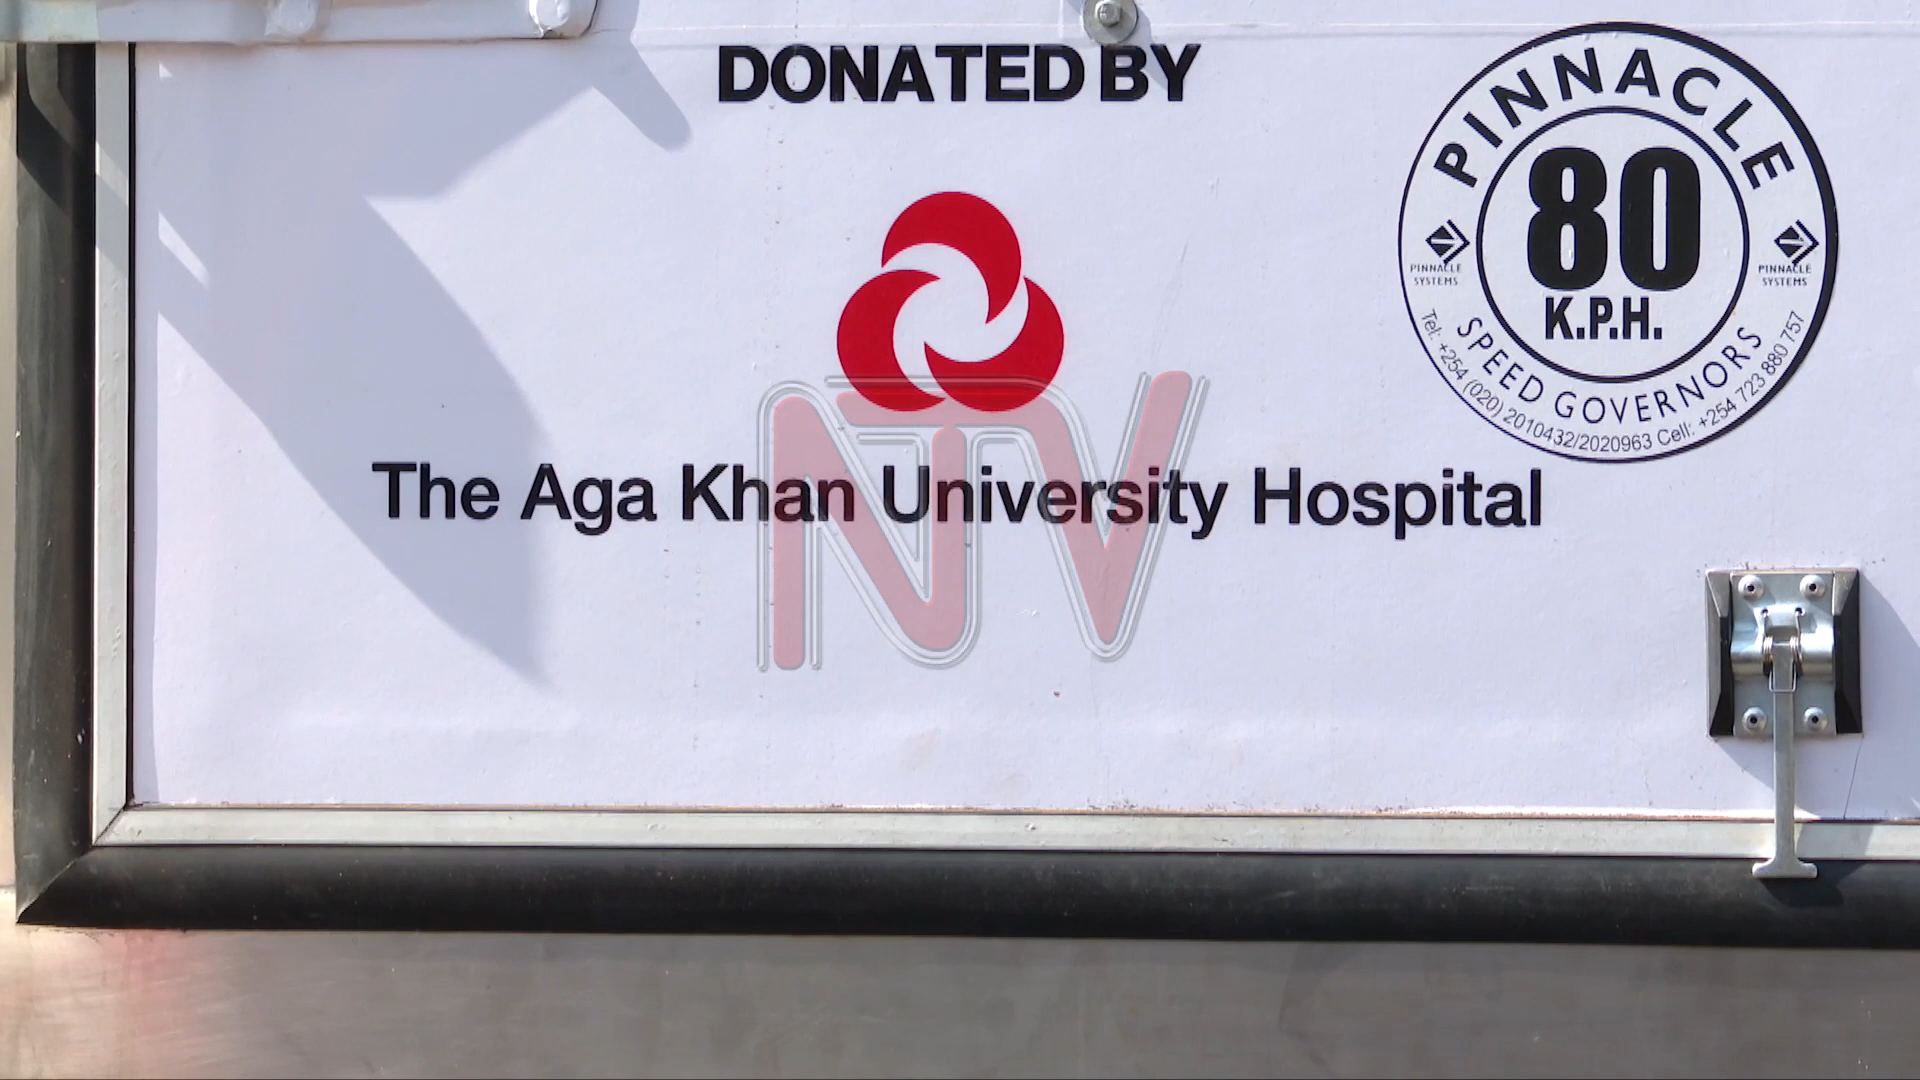 DONATED BY
The Aga Khan University Hospital
NTV
PINNACLE
80
K.P.H.
PINNACLE
SYSTEMS
PINNACLE
SYSTEMS
SPEED GOVERNORS
Tel: +254 (020) 2010432/2020963 Cell: +254 723 880 757